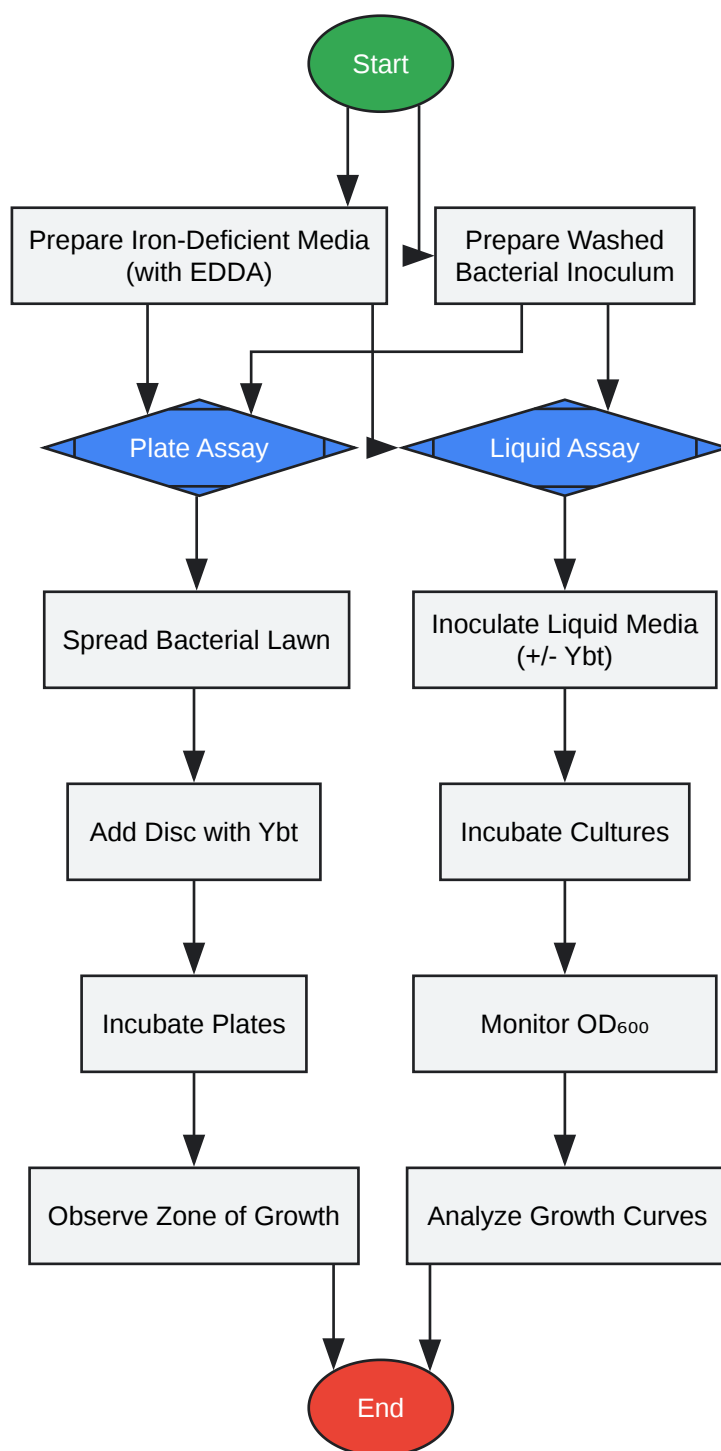 Start
Prepare Iron-Deficient Media
(with EDDA)
Prepare Washed
Bacterial Inoculum
Plate Assay
Liquid Assay
Spread Bacterial Lawn
Inoculate Liquid Media
(+/- Ybt)
Add Disc with Ybt
Incubate Cultures
Incubate Plates
Monitor OD₆₀₀
Observe Zone of Growth
Analyze Growth Curves
End